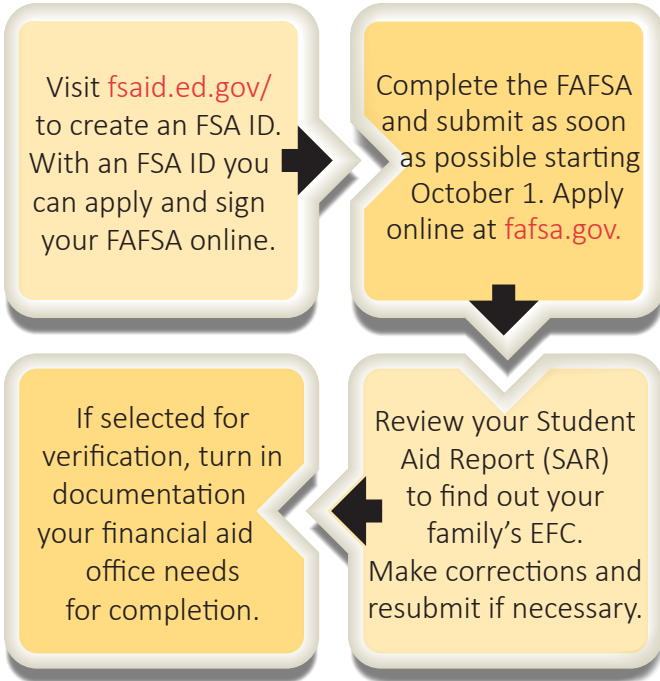 Visit fsaid.ed.gov/
to create an FSA ID.
With an FSA ID you
can apply and sign
your FAFSA online.
Complete the FAFSA
and submit as soon
as possible starting
October 1. Apply
online at fafsa.gov.
Review your Student
Aid Report (SAR)
to find out your
family’s EFC.
Make corrections and
resubmit if necessary.
If selected for
verification, turn in
documentation
your financial aid
office needs
for completion.